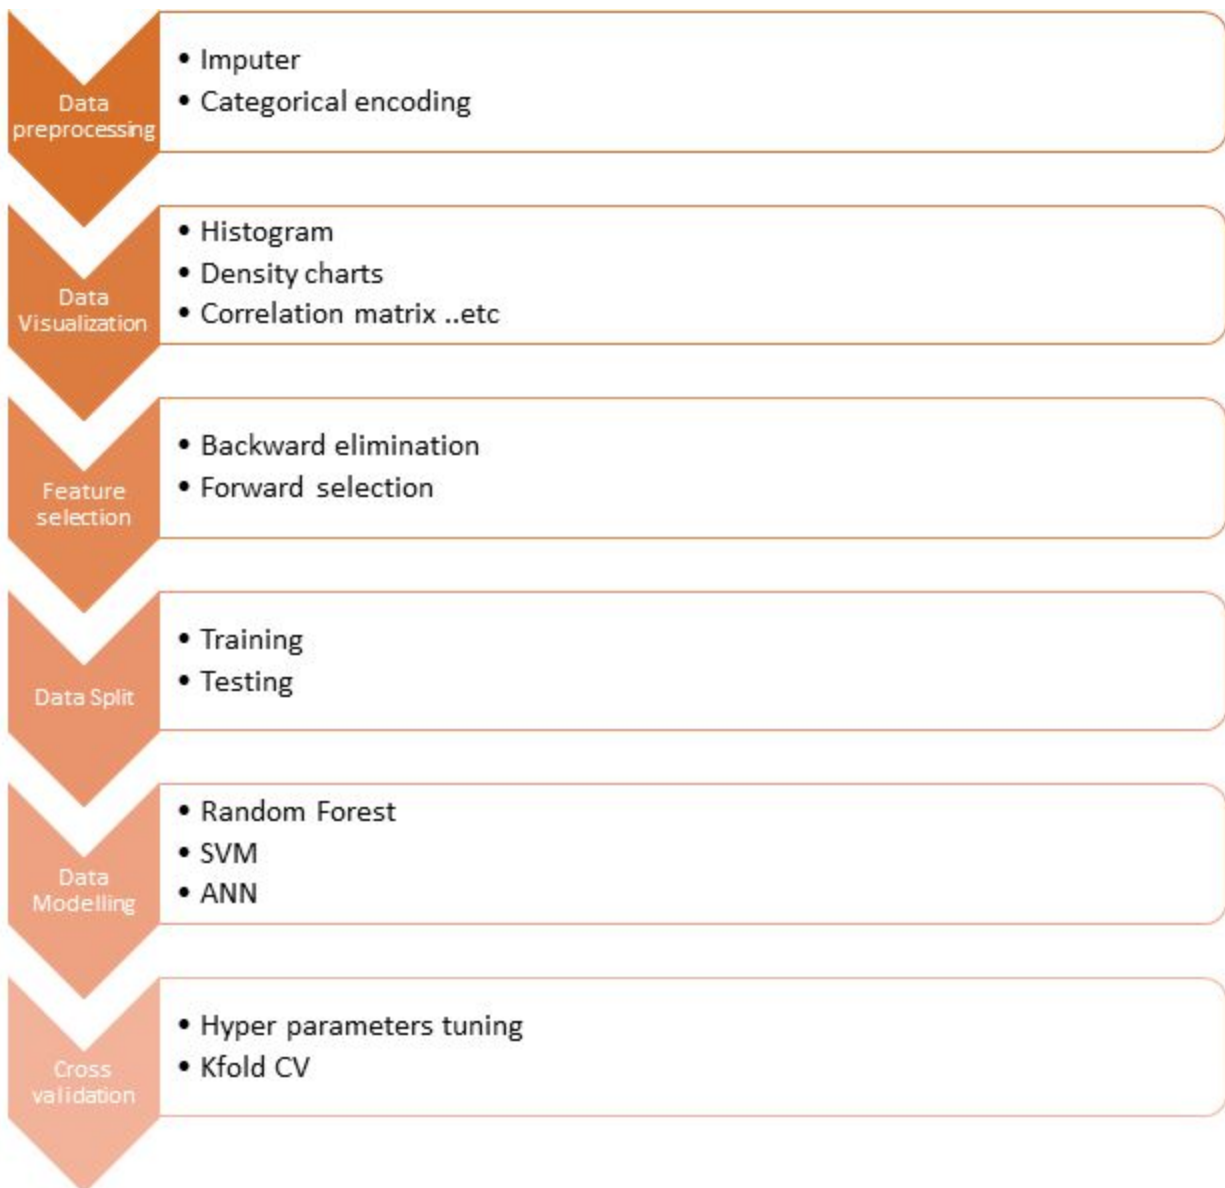 Data
preprocessing
• Imputer
• Categorical encoding
Data
Visualization
• Histogram
• Density charts
• Correlation matrix ..etc
Feature
selection
• Backward elimination
• Forward selection
Data Split
• Training
• Testing
Data
Modelling
• Random Forest
• SVM
• ANN
Cross
validation
• Hyper parameters tuning
• Kfold CV